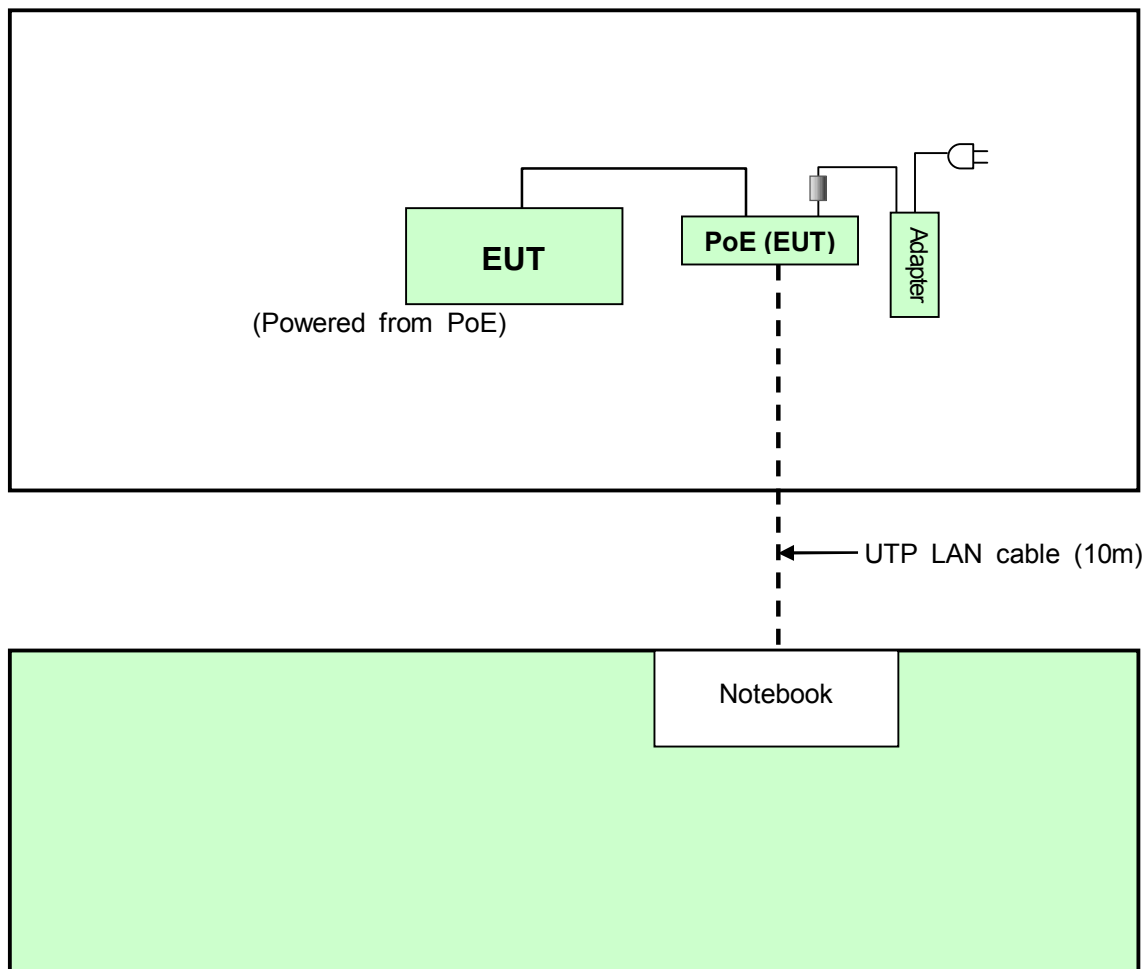 EUT
PoE (EUT)
Adapter
(Powered from PoE)
UTP LAN cable (10m)
Notebook